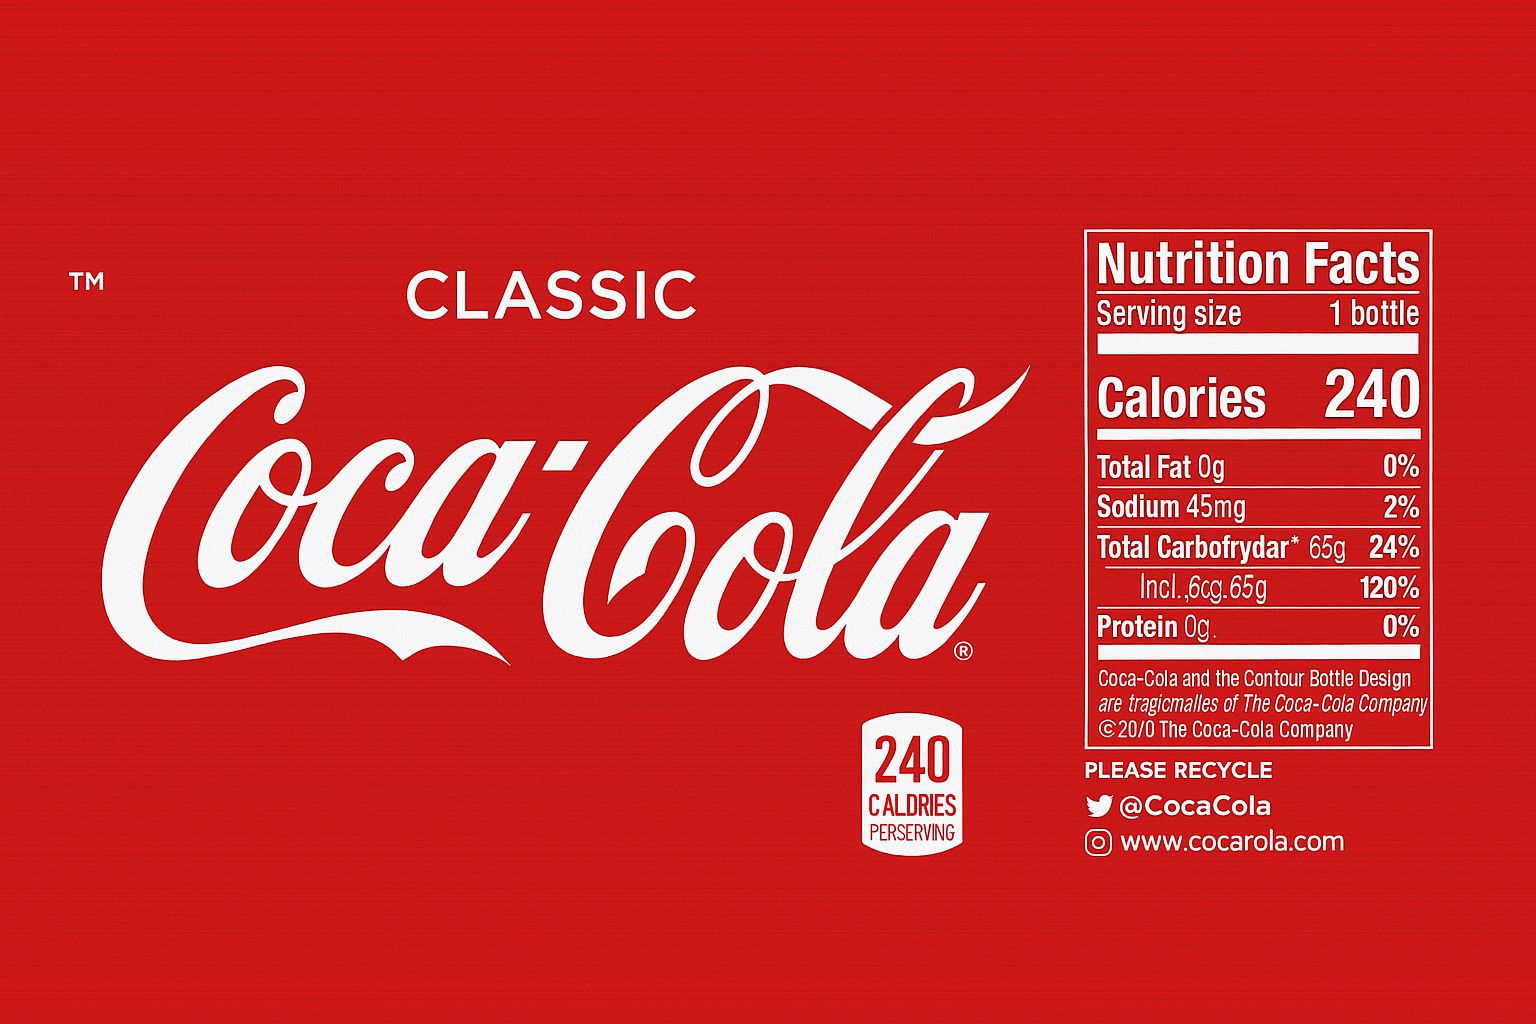 TM
CLASSIC
Coca-Cola
®
240
CALDRIES
PERSERVING
Nutrition Facts
Serving size 1 bottle
Calories 240
Total Fat 0g 0%
Sodium 45mg 2%
Total Carbofrydar* 65g 24%
Incl.,6cg.65g 120%
Protein 0g. 0%
Coca-Cola and the Contour Bottle Design
are tragicmalles of The Coca-Cola Company
©20/0 The Coca-Cola Company
PLEASE RECYCLE
@CocaCola
www.cocarola.com